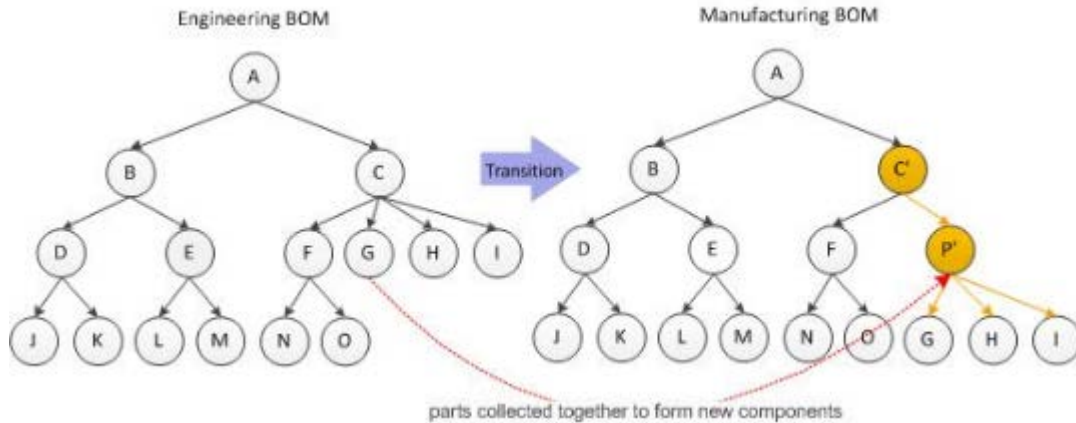 Engineering BOM
Manufacturing BOM
A
A
B
C
Transition
B
C'
D
E
F
G
H
I
D
E
F
P'
J
K
L
M
N
O
J
K
L
M
N
O
G
H
I
parts collected together to form new components